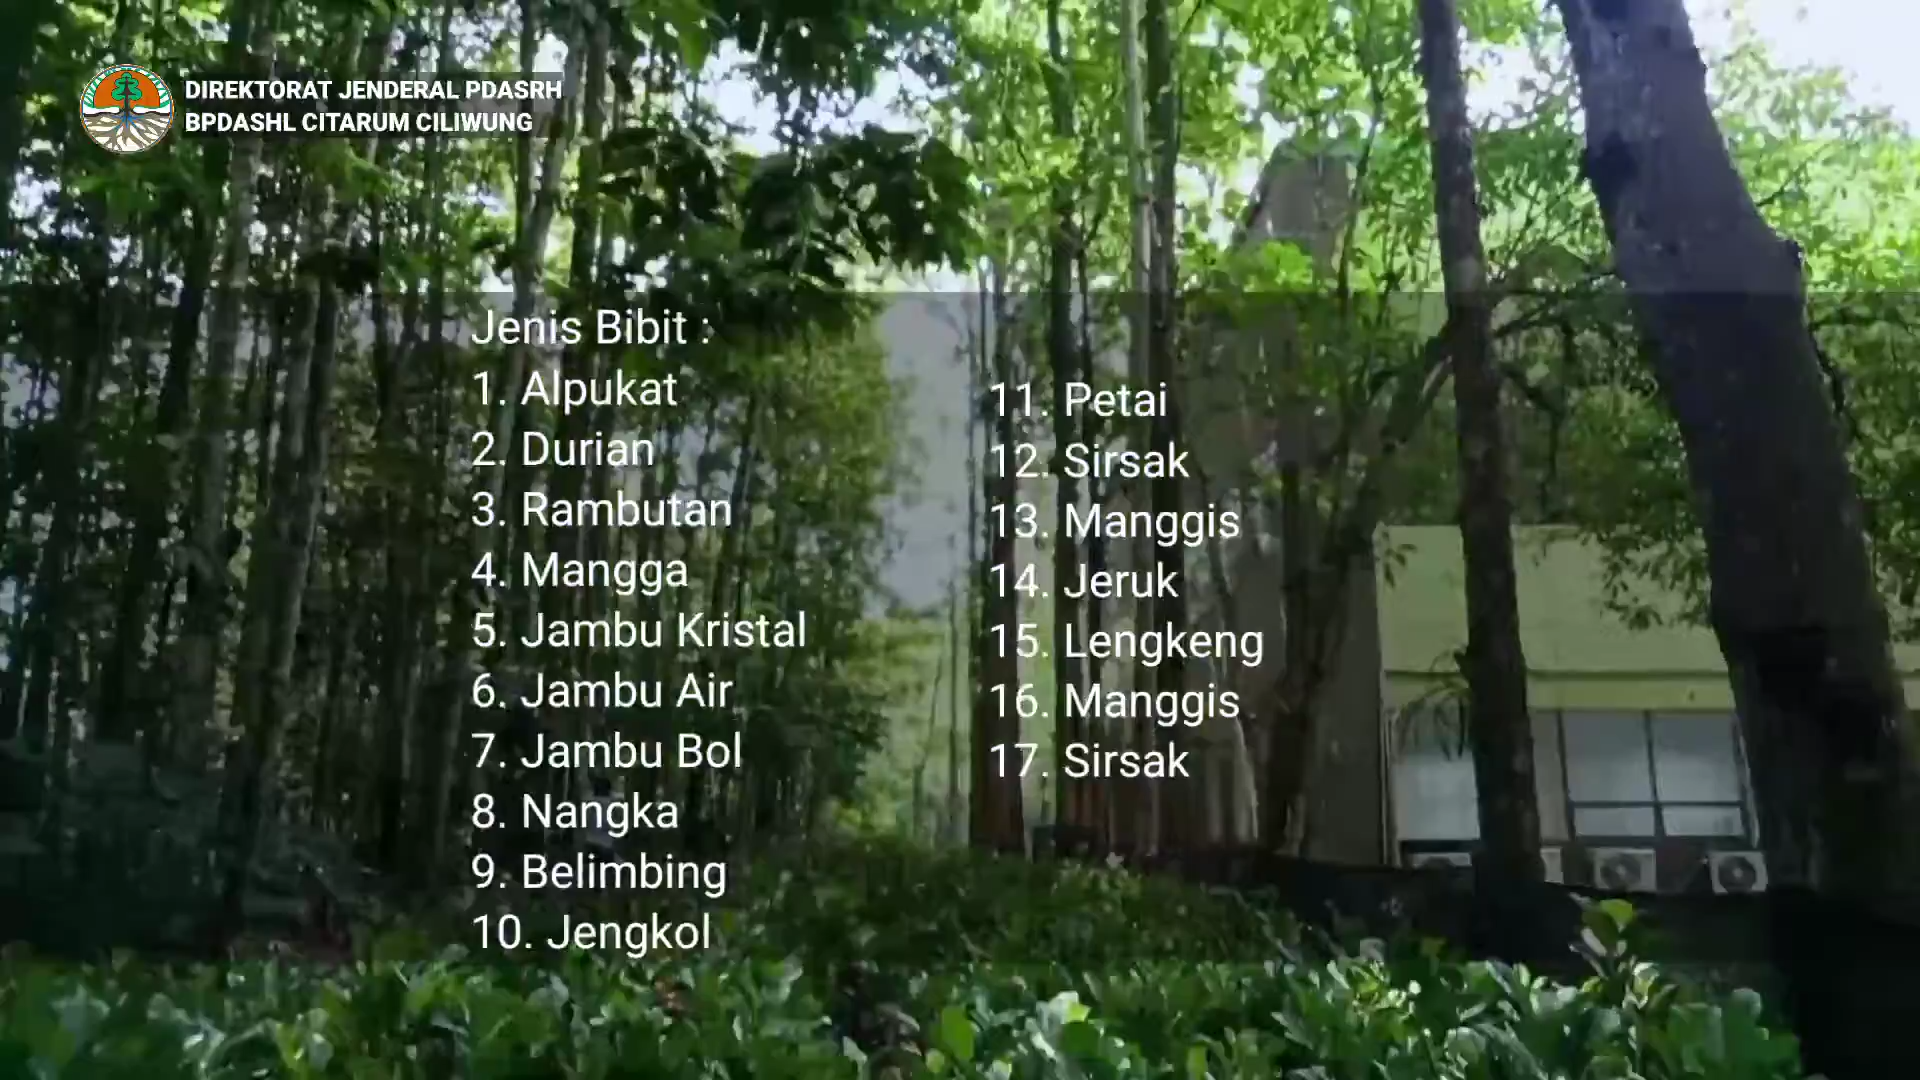 DIREKTORAT JENDERAL PDASRH
BPDASHL CITARUM CILIWUNG
Jenis Bibit :
1. Alpukat
2. Durian
3. Rambutan
4. Mangga
5. Jambu Kristal
6. Jambu Air
7. Jambu Bol
8. Nangka
9. Belimbing
10. Jengkol
11. Petai
12. Sirsak
13. Manggis
14. Jeruk
15. Lengkeng
16. Manggis
17. Sirsak